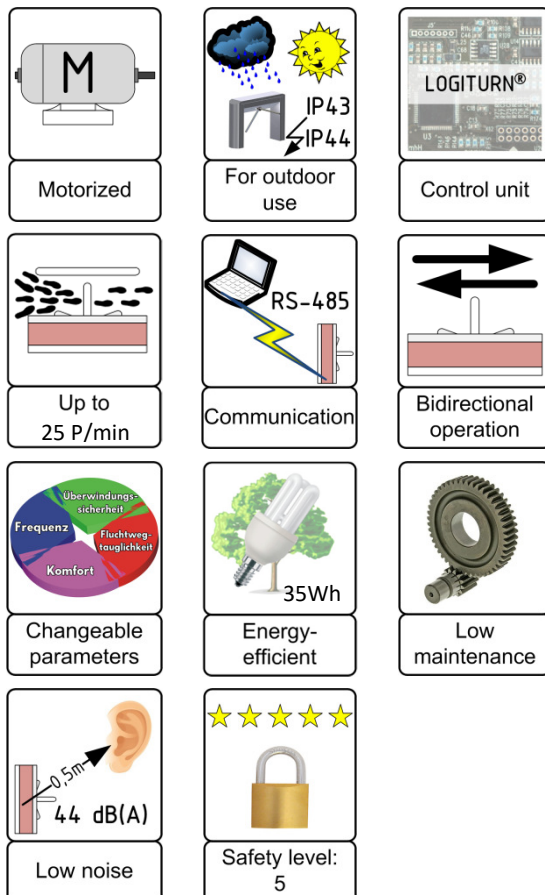 M
Motorized
IP43
IP44
For outdoor
use
LOGITURN®
U3
Control unit
Up to
25 P/min
RS-485
Communication
Bidirectional
operation
Überwindungs-
sicherheit
Frequenz
Fluchtweg-
tauglichkeit
Komfort
Changeable
parameters
35Wh
Energy-
efficient
Low
maintenance
0,5m
44 dB(A)
Low noise
Safety level:
5